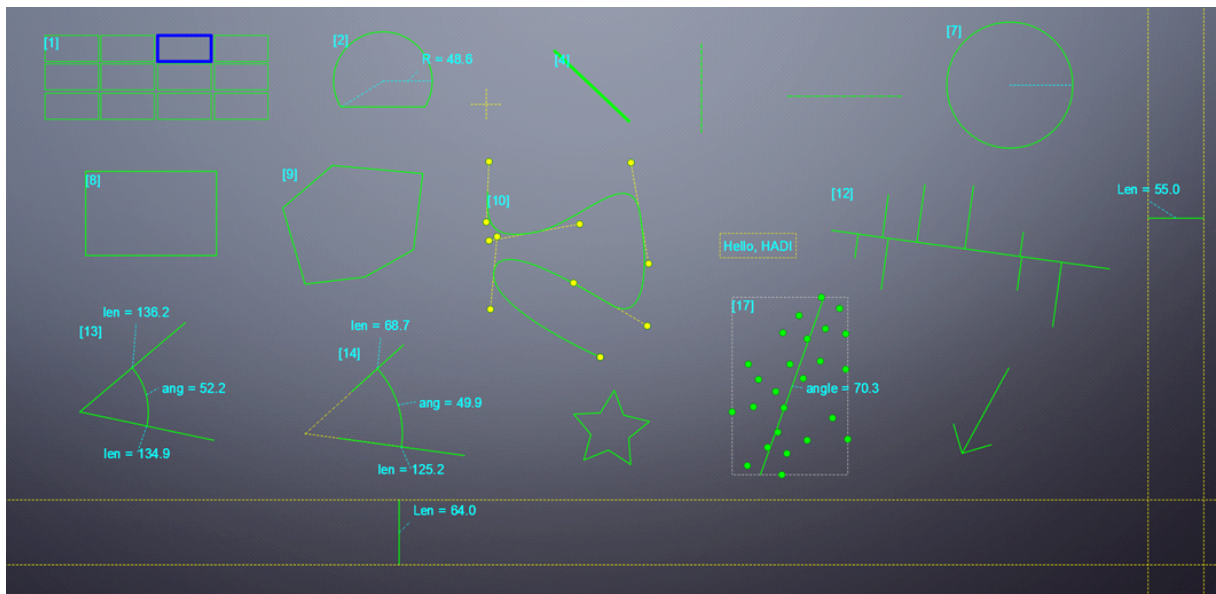 [1]
[2]
R = 48.6
[4]
[7]
[8]
[9]
[10]
[12]
Len = 55.0
Hello, HADI
len = 136.2
[13]
ang = 52.2
len = 134.9
len = 68.7
[14]
ang = 49.9
len = 125.2
[17]
angle = 70.3
Len = 64.0